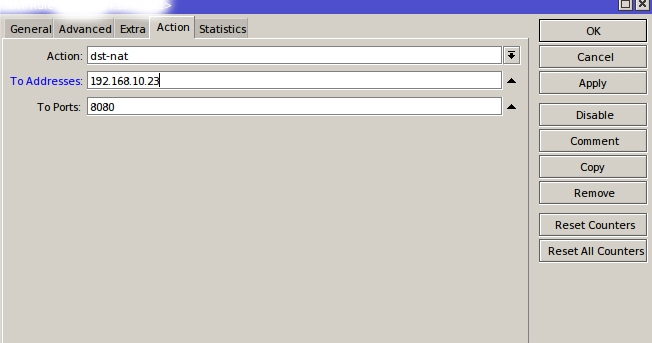 General Advanced Extra Action Statistics
Action: dst-nat
To Addresses: 192.168.10.23
To Ports: 8080
OK
Cancel
Apply
Disable
Comment
Copy
Remove
Reset Counters
Reset All Counters